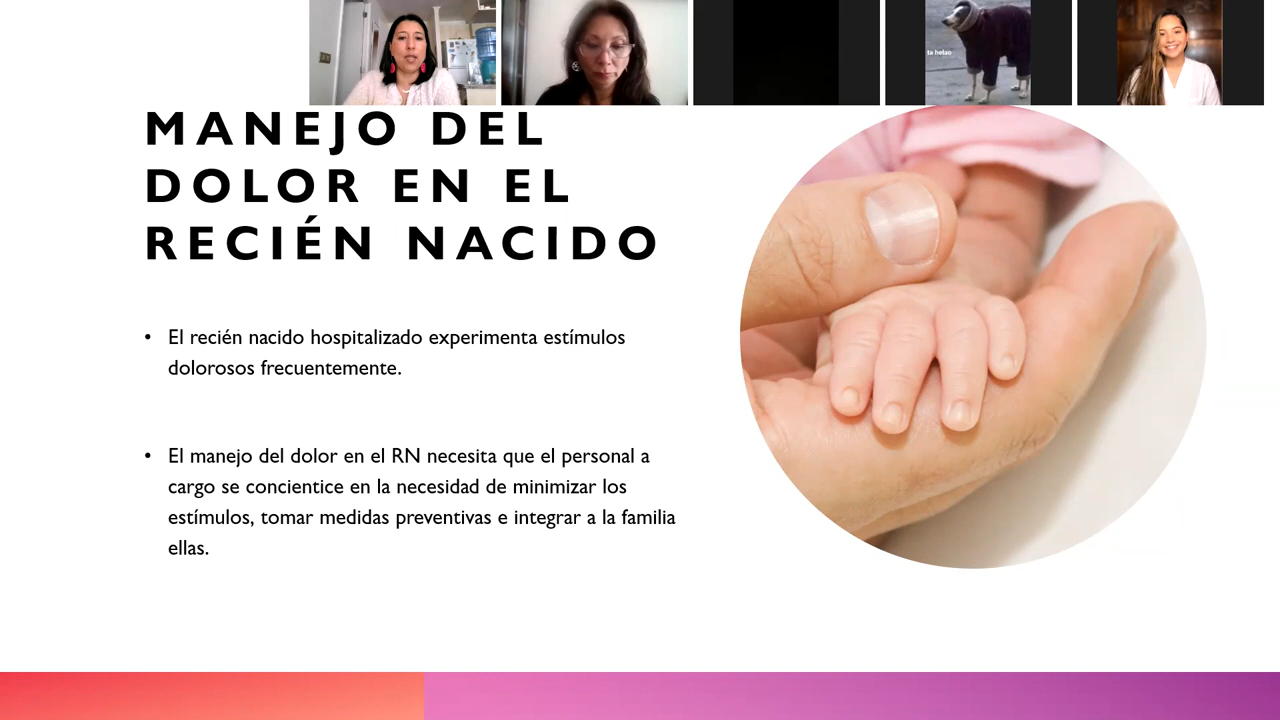 ta helao
MANEJO DEL
DOLOR EN EL
RECIÉN NACIDO
• El recién nacido hospitalizado experimenta estímulos
dolorosos frecuentemente.
• El manejo del dolor en el RN necesita que el personal a
cargo se concientice en la necesidad de minimizar los
estímulos, tomar medidas preventivas e integrar a la familia
ellas.